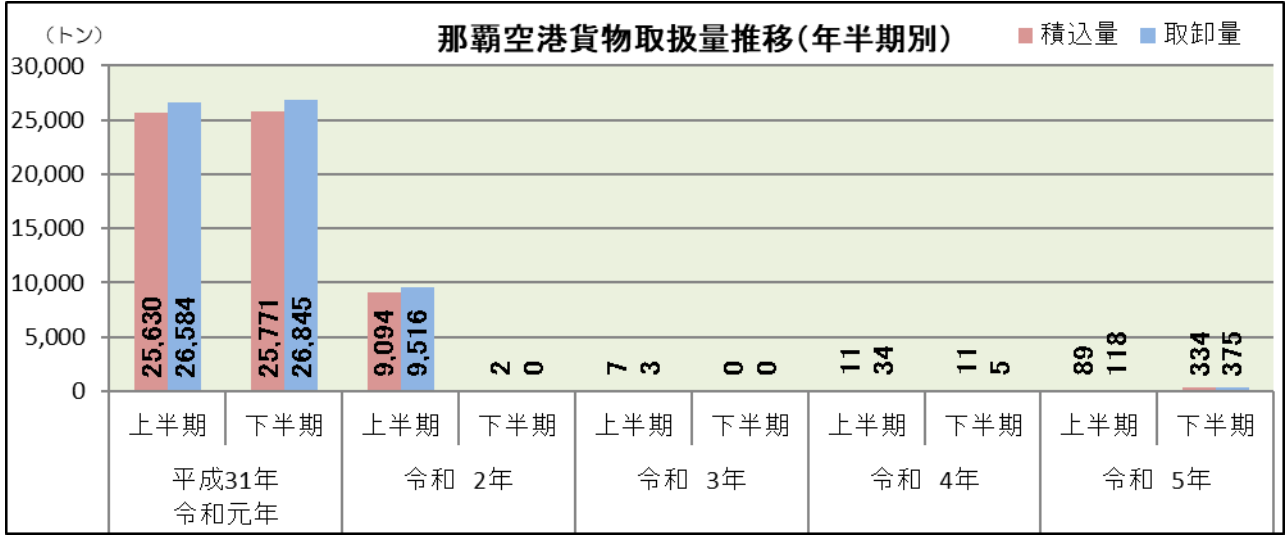 (トン)
那覇空港貨物取扱量推移(年半期別)
積込量 取卸量
30,000
25,000
20,000
15,000
10,000
5,000
0
25,630 26,584 25,771 26,845 9,094 9,516 2 0 7 3 0 0 11 34 11 5 89 118 334 375
上半期 下半期 上半期 下半期 上半期 下半期 上半期 下半期 上半期 下半期
平成31年 令和 2年 令和 3年 令和 4年 令和 5年
令和元年